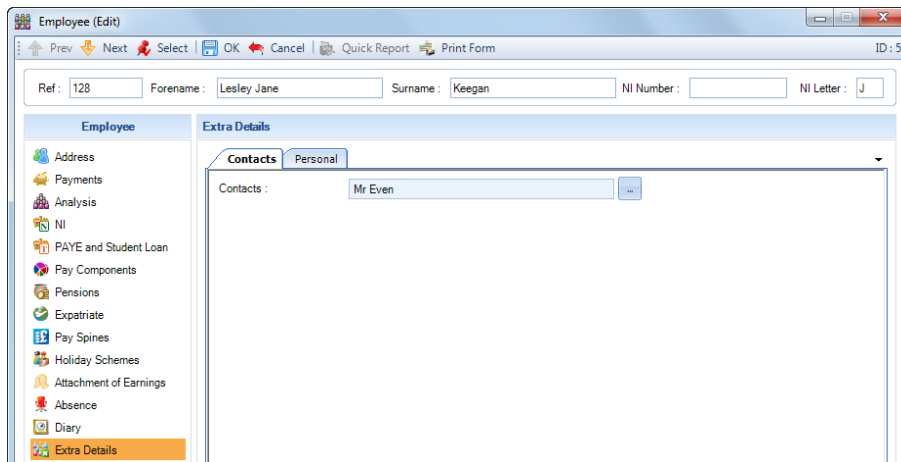 Employee (Edit)
Prev Next Select OK Cancel Quick Report Print Form ID : 5
Ref : 128 Forename : Lesley Jane Surname : Keegan NI Number : NI Letter : J
Employee Extra Details
Address
Payments
Analysis
NI
PAYE and Student Loan
Pay Components
Pensions
Expatriate
Pay Spines
Holiday Schemes
Attachment of Earnings
Absence
Diary
Extra Details
Contacts Personal
Contacts : Mr Even ...